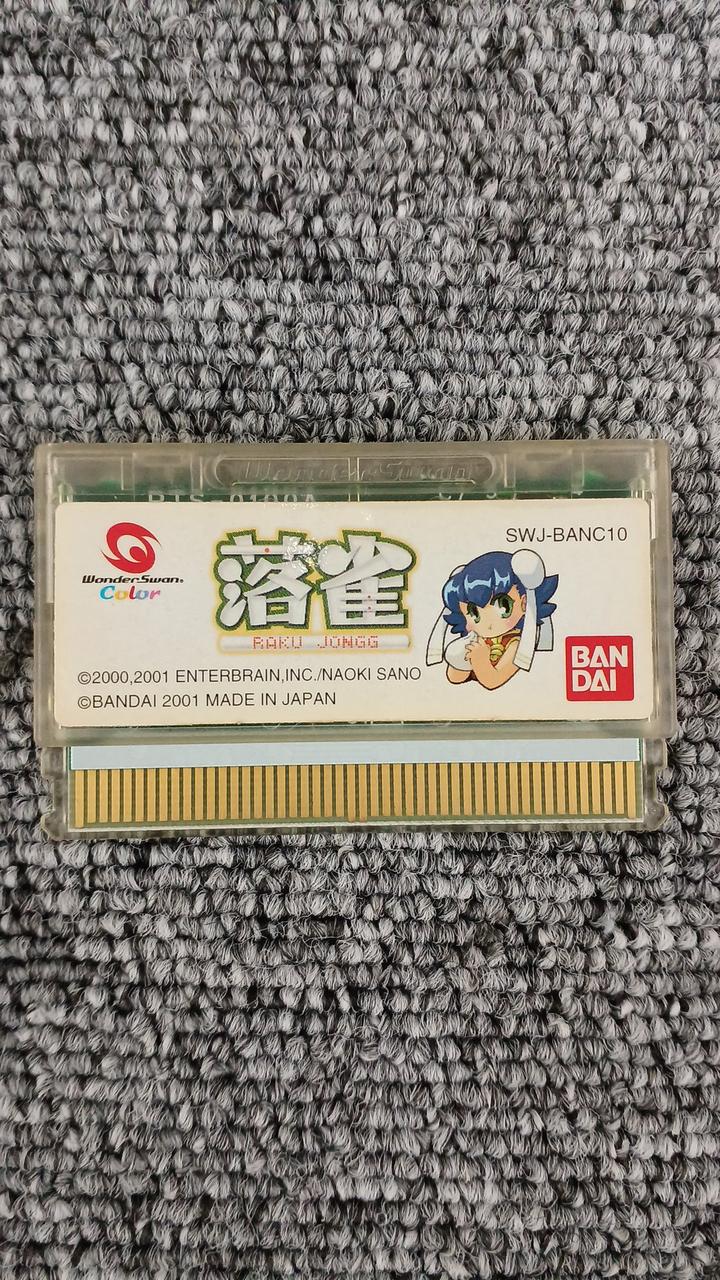 WonderSwan
WonderSwan®
Color
落雀
RAKU JONGG
SWJ-BANC10
©2000,2001 ENTERBRAIN,INC./NAOKI SANO
©BANDAI 2001 MADE IN JAPAN
BAN
DAI